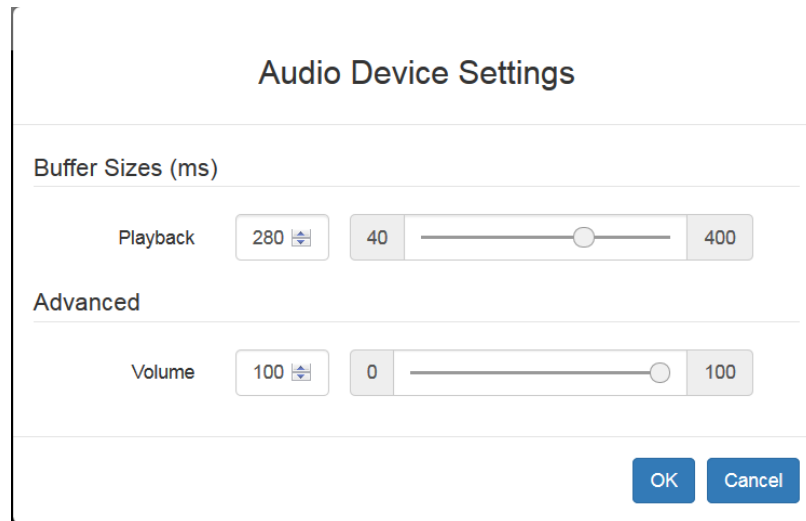 Audio Device Settings
Buffer Sizes (ms)
Playback 280 40 400
Advanced
Volume 100 0 100
OK Cancel